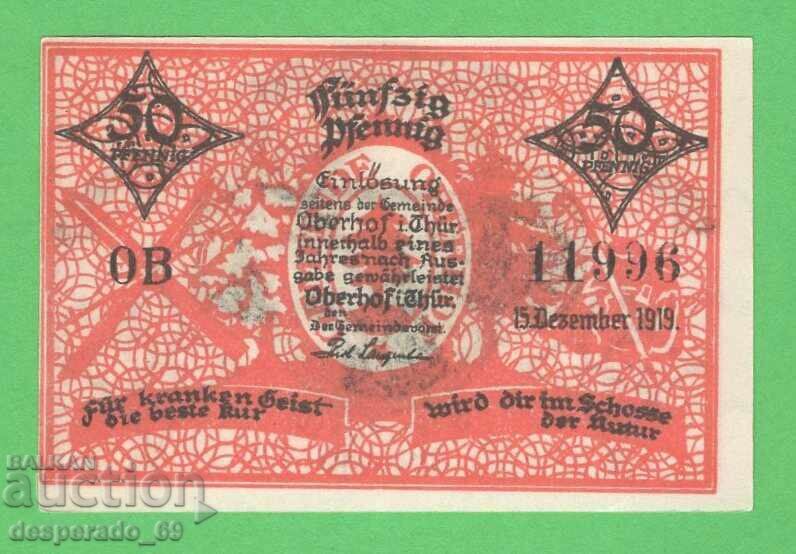 50
PFENNIG
Fünfzig
Pfennig
50
PFENNIG
Einlösung
seitens der Gemeinde
Oberhof i. Thür.
innerhalb eines
Jahres nach Aus-
gabe gewährleistet
Oberhof i. Thür.
den
Der Gemeindevorst.
OB
11996
15. Dezember 1919.
Für kranken Geist
die beste Kur
wird dir im Schosse
der Natur
BALKAN
auction
desperado_69